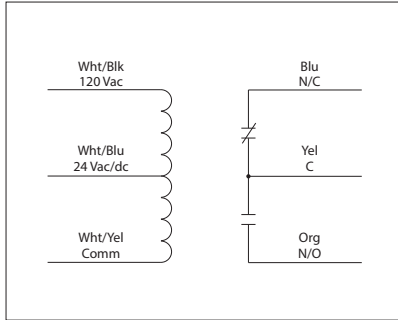 Wht/Blk
120 Vac
Wht/Blu
24 Vac/dc
Wht/Yel
Comm
Blu
N/C
Yel
C
Org
N/O